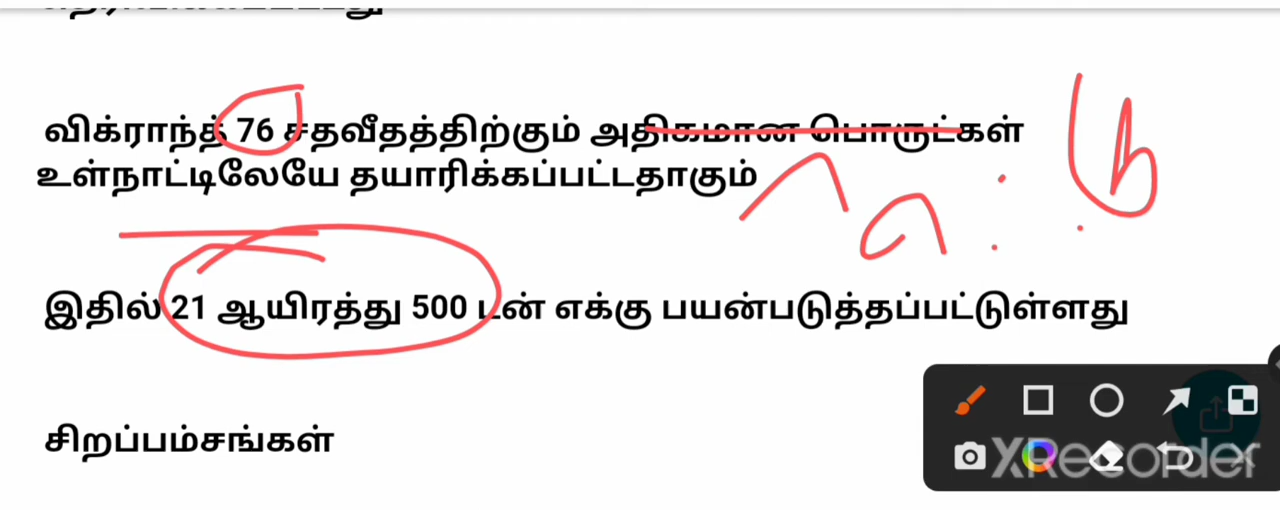 விக்ராந்த் 76 சதவீதத்திற்கும் அதிகமான பொருட்கள்
உள்நாட்டிலேயே தயாரிக்கப்பட்டதாகும்
இதில் 21 ஆயிரத்து 500 டன் எக்கு பயன்படுத்தப்பட்டுள்ளது
சிறப்பம்சங்கள்
XRecorder